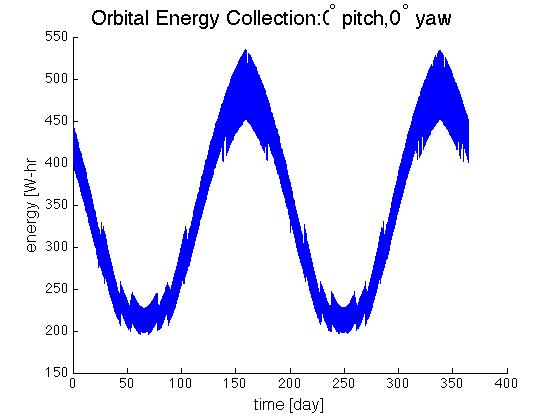 Orbital Energy Collection:0° pitch,0° yaw
550
500
450
400
350
300
250
200
150
energy [W-hr
0 50 100 150 200 250 300 350 400
time [day]